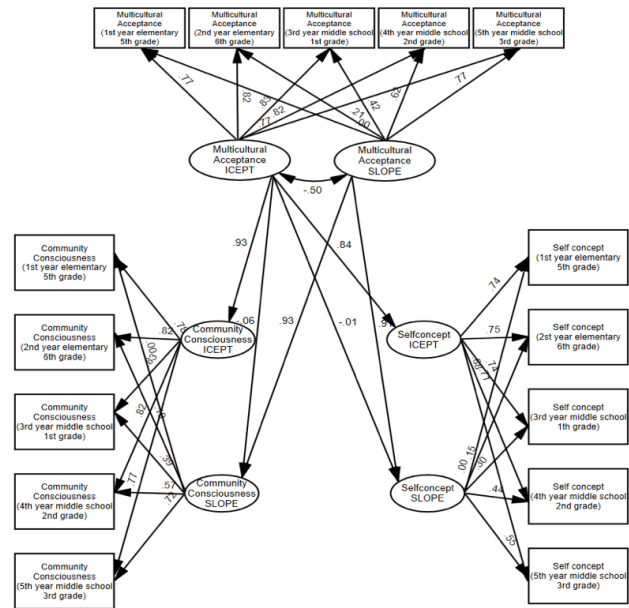 Multicultural
Acceptance
(1st year elementary
5th grade)
Multicultural
Acceptance
(2nd year elementary
6th grade)
Multicultural
Acceptance
(3rd year middle school
1st grade)
Multicultural
Acceptance
(4th year middle school
2nd grade)
Multicultural
Acceptance
(5th year middle school
3rd grade)
.77
.82
.83
.82
.77
.21
.00
.42
.62
.77
Multicultural
Acceptance
ICEPT
Multicultural
Acceptance
SLOPE
-.50
.93
-.06
.93
.84
-.01
Community
Consciousness
(1st year elementary
5th grade)
Community
Consciousness
(2nd year elementary
6th grade)
Community
Consciousness
(3rd year middle school
1st grade)
Community
Consciousness
(4th year middle school
2nd grade)
Community
Consciousness
(5th year middle school
3rd grade)
.78
.82
.00
.83
.82
.77
.39
.57
.72
Community
Consciousness
ICEPT
Community
Consciousness
SLOPE
Selfconcept
ICEPT
Selfconcept
SLOPE
.74
.75
.74
.77
.00
.15
.30
.44
.55
Self concept
(1st year elementary
5th grade)
Self concept
(2st year elementary
6th grade)
Self concept
(3rd year middle school
1th grade)
Self concept
(4th year middle school
2nd grade)
Self concept
(5th year middle school
3rd grade)